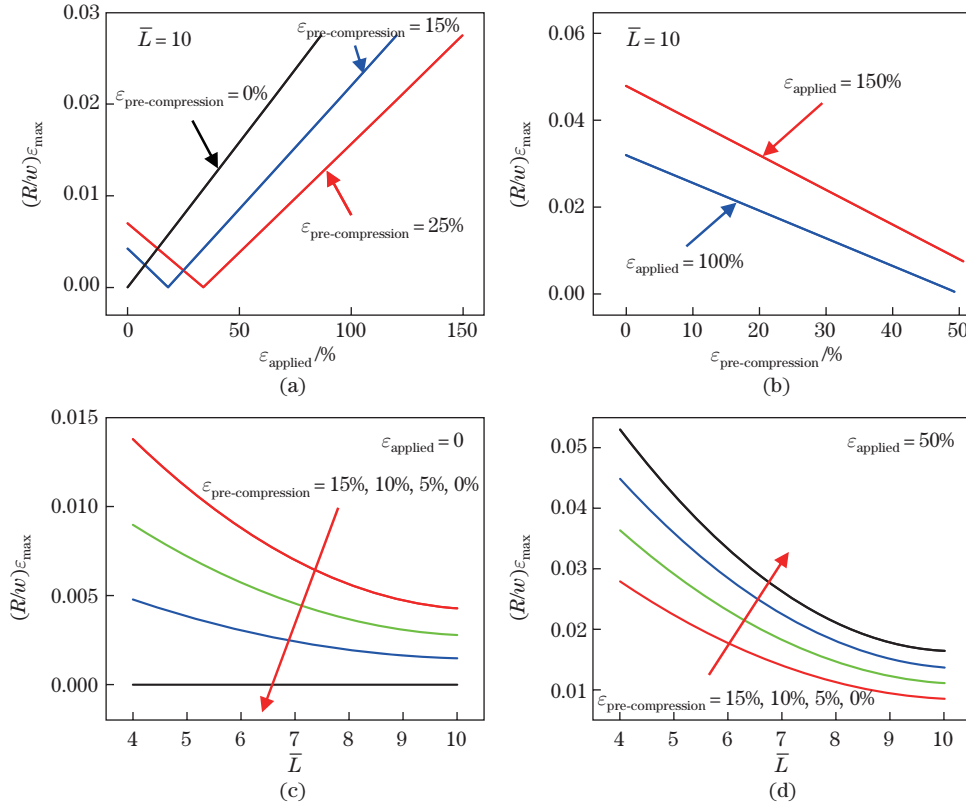 0.03
L̄ = 10
ε_pre-compression = 15%
0.02
ε_pre-compression = 0%
(R/w)ε_max
0.01
ε_pre-compression = 25%
0.00
0 50 100 150
ε_applied/%
(a)
0.06
L̄ = 10
ε_applied = 150%
0.04
(R/w)ε_max
0.02
ε_applied = 100%
0.00
0 10 20 30 40 50
ε_pre-compression/%
(b)
0.015
ε_applied = 0
ε_pre-compression = 15%, 10%, 5%, 0%
0.010
(R/w)ε_max
0.005
0.000
4 5 6 7 8 9 10
L̄
(c)
0.05
ε_applied = 50%
0.04
(R/w)ε_max
0.03
0.02
ε_pre-compression = 15%, 10%, 5%, 0%
0.01
4 5 6 7 8 9 10
L̄
(d)